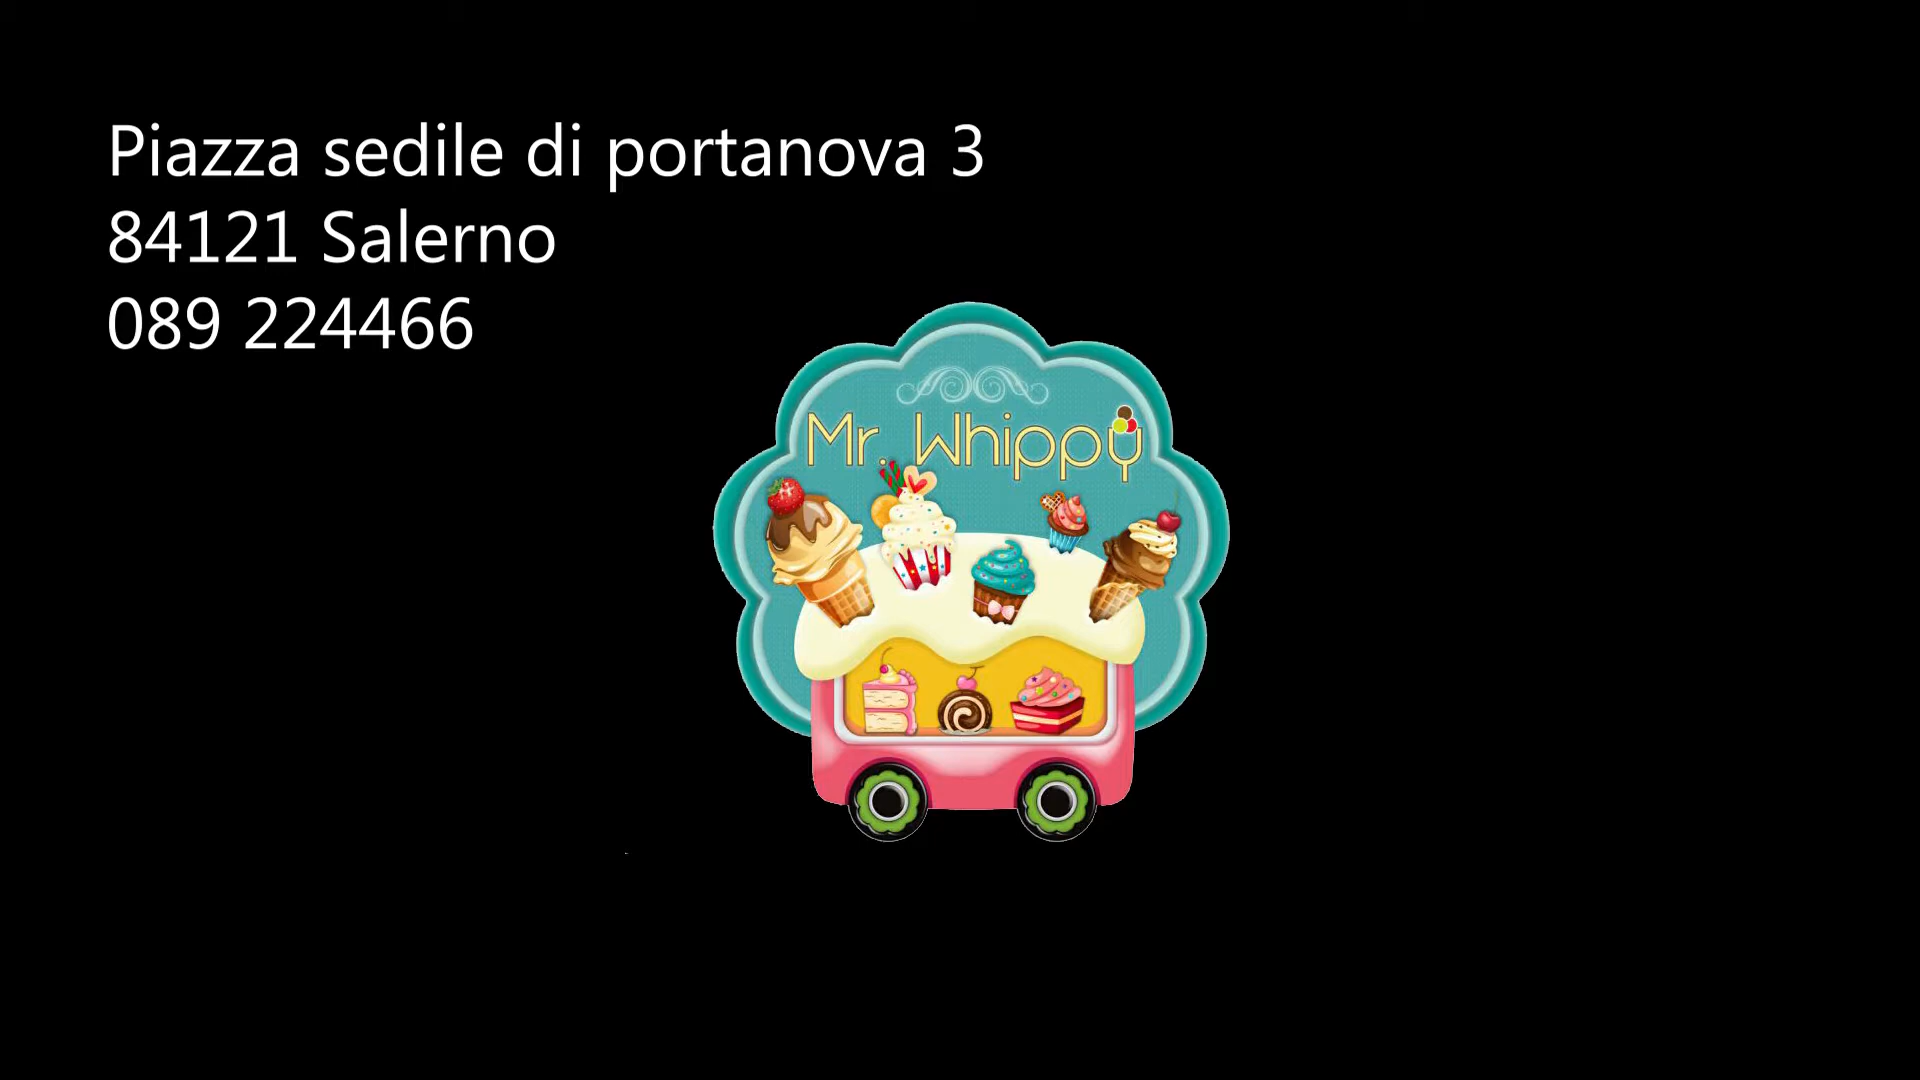 Piazza sedile di portanova 3
84121 Salerno
089 224466
Mr. Whippy